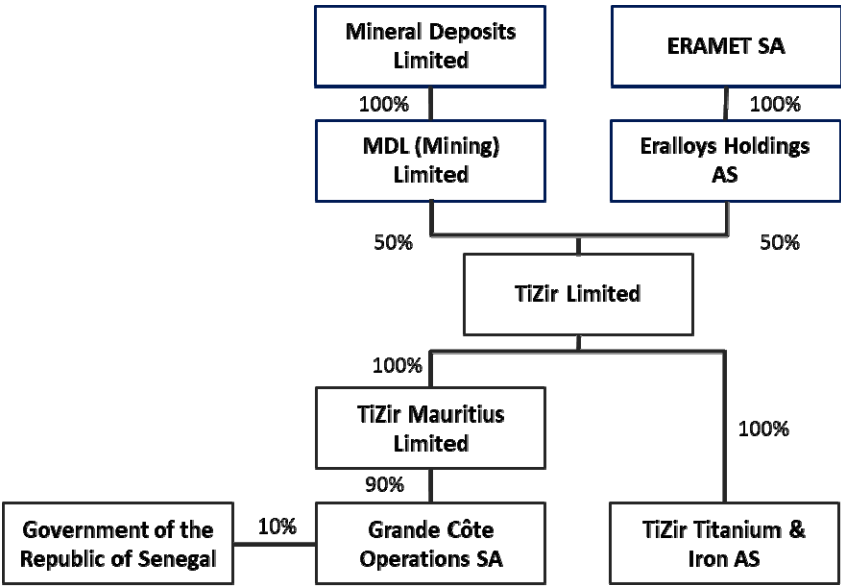 Mineral Deposits
Limited
ERAMET SA
100%
100%
MDL (Mining)
Limited
Eralloys Holdings
AS
50%
50%
TiZir Limited
100%
TiZir Mauritius
Limited
100%
90%
Government of the
Republic of Senegal
10%
Grande Côte
Operations SA
TiZir Titanium &
Iron AS